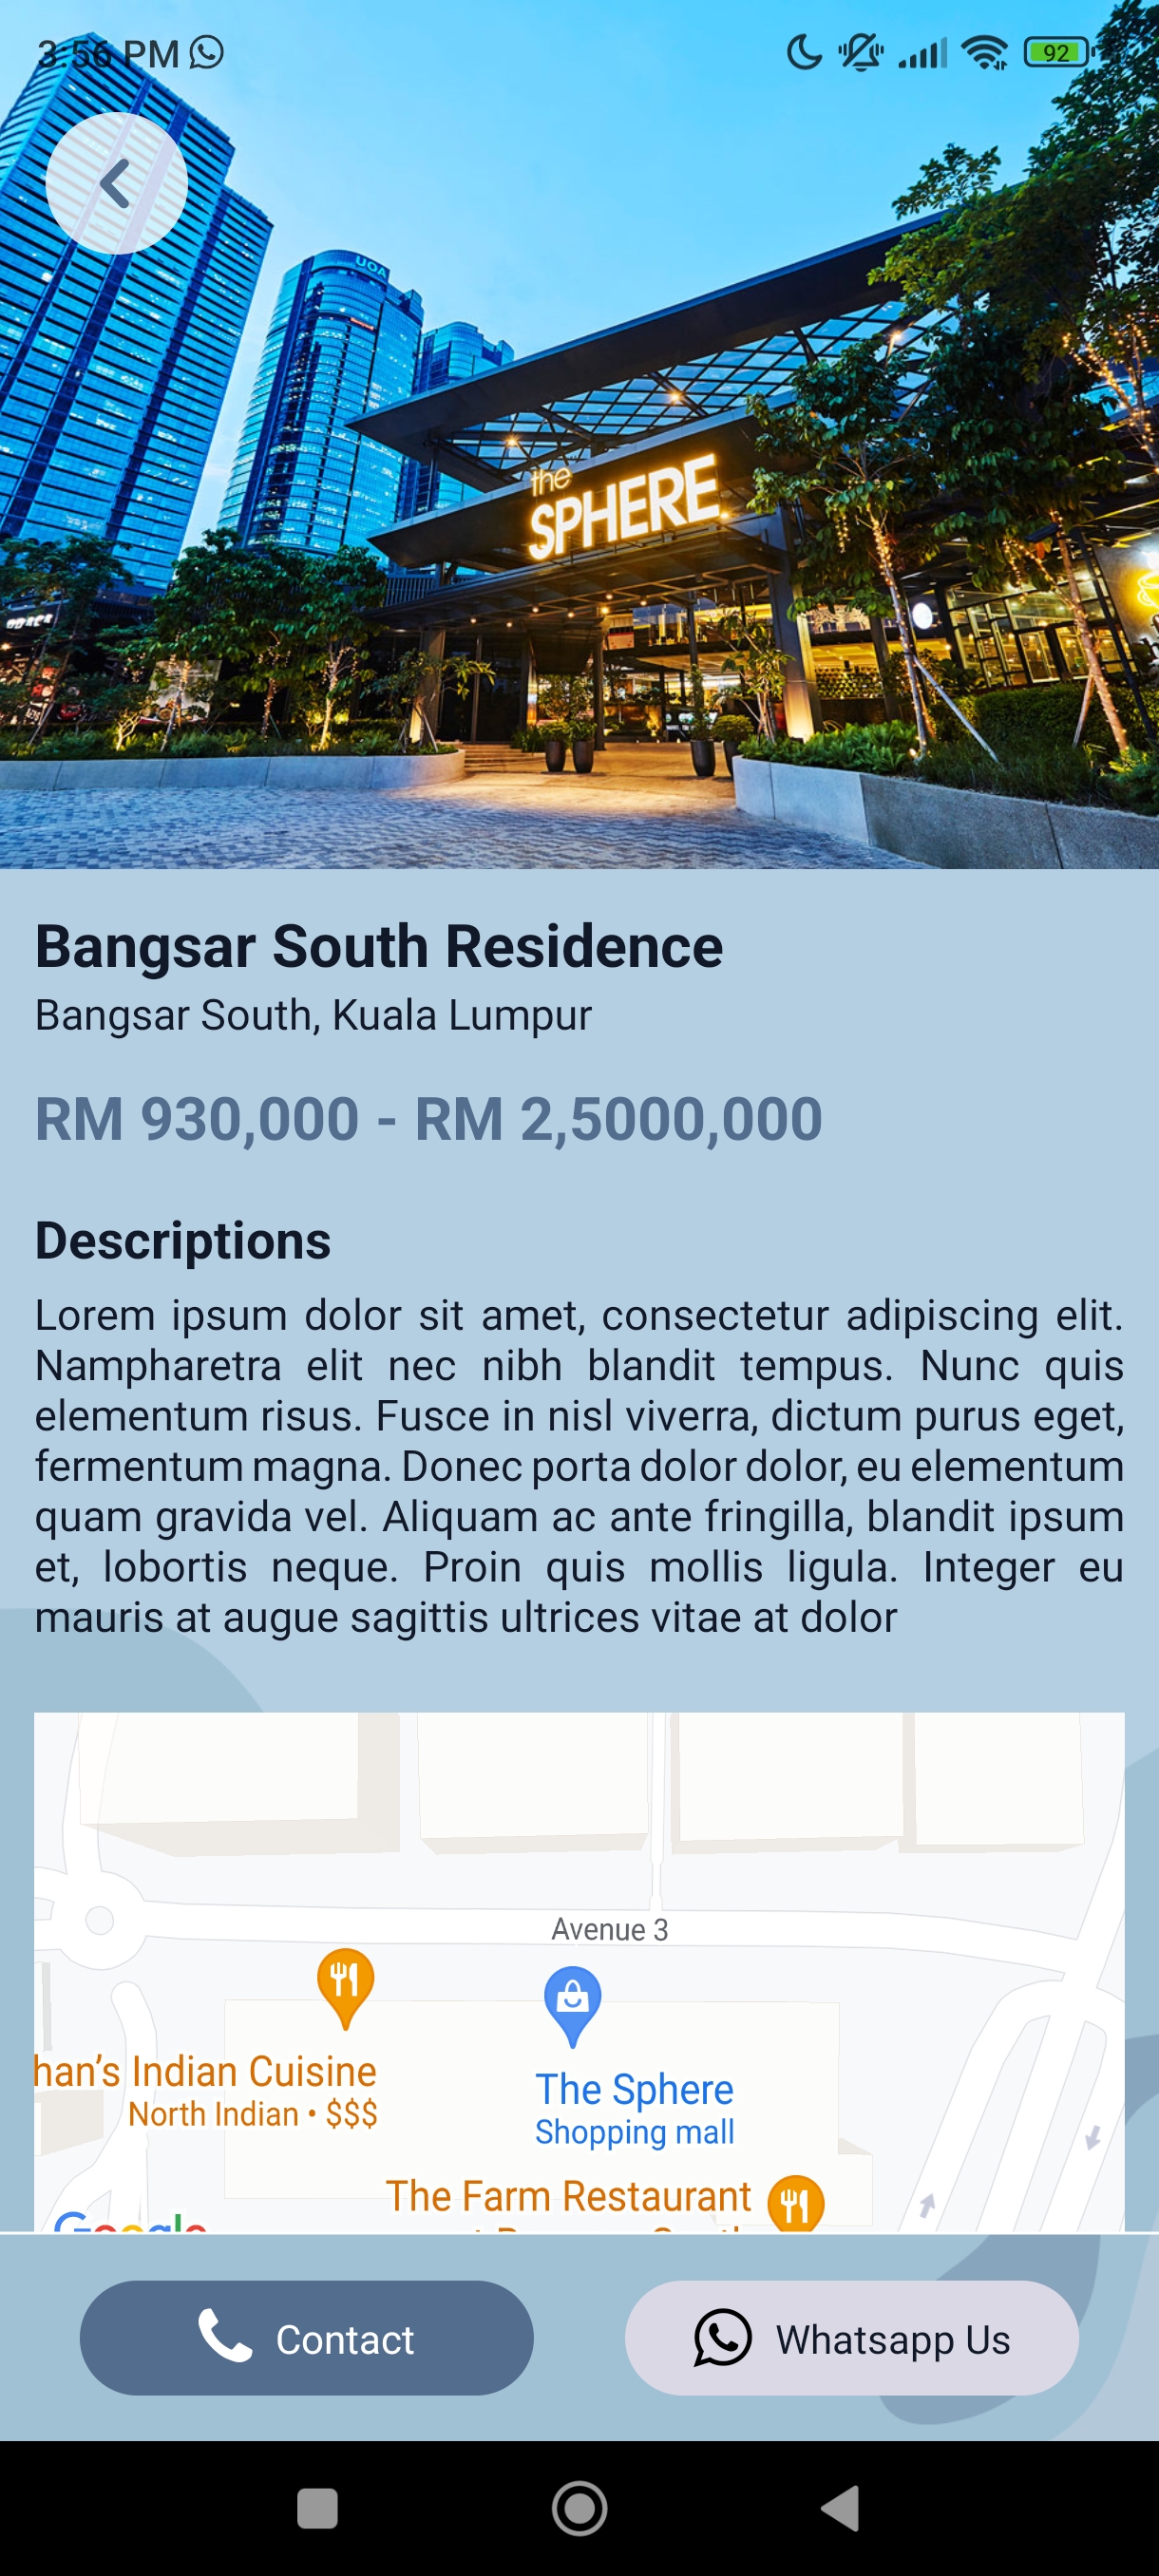 3:56 PM
92
UOA
the
SPHERE
Bangsar South Residence
Bangsar South, Kuala Lumpur
RM 930,000 - RM 2,5000,000
Descriptions
Lorem ipsum dolor sit amet, consectetur adipiscing elit.
Nampharetra elit nec nibh blandit tempus. Nunc quis
elementum risus. Fusce in nisl viverra, dictum purus eget,
fermentum magna. Donec porta dolor dolor, eu elementum
quam gravida vel. Aliquam ac ante fringilla, blandit ipsum
et, lobortis neque. Proin quis mollis ligula. Integer eu
mauris at augue sagittis ultrices vitae at dolor
Avenue 3
han's Indian Cuisine
North Indian • $$$
The Sphere
Shopping mall
The Farm Restaurant
Google
Contact
Whatsapp Us